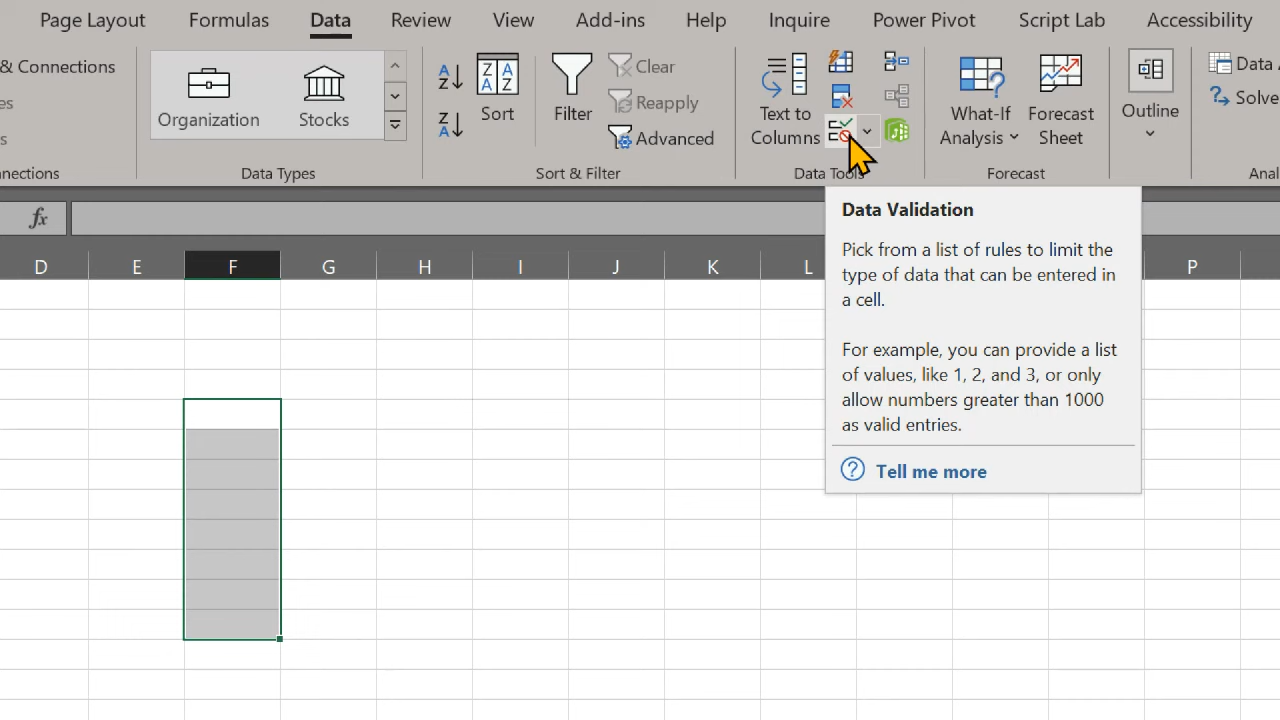 Page Layout Formulas Data Review View Add-ins Help Inquire Power Pivot Script Lab Accessibility
& Connections
es
s
nnections
Organization Stocks
Data Types
A
Z
Z
A
Z A
A Z
Sort
Filter
Clear
Reapply
Advanced
Sort & Filter
Text to
Columns
Data Tools
What-If
Analysis
Forecast
Sheet
Forecast
Outline
Data
Solve
Anal
fx
D E F G H I J K L P
Data Validation
Pick from a list of rules to limit the
type of data that can be entered in
a cell.
For example, you can provide a list
of values, like 1, 2, and 3, or only
allow numbers greater than 1000
as valid entries.
? Tell me more